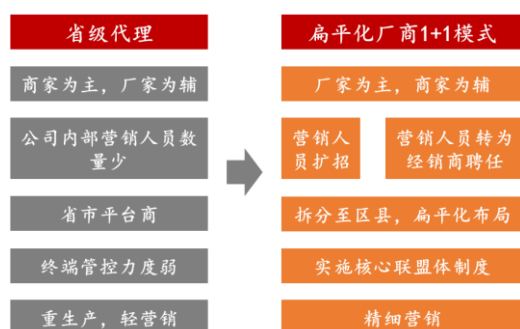 省级代理
商家为主，厂家为辅
公司内部营销人员数
量少
省市平台商
终端管控力度弱
重生产，轻营销
扁平化厂商1+1模式
厂家为主，商家为辅
营销人
员扩招
营销人员转为
经销商聘任
拆分至区县，扁平化布局
实施核心联盟体制度
精细营销